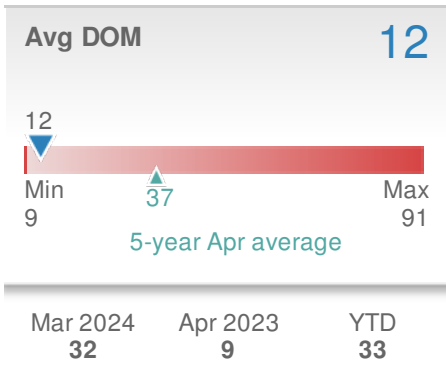 Avg DOM 12
12
Min Max
9 37 91
5-year Apr average
Mar 2024 Apr 2023 YTD
32 9 33